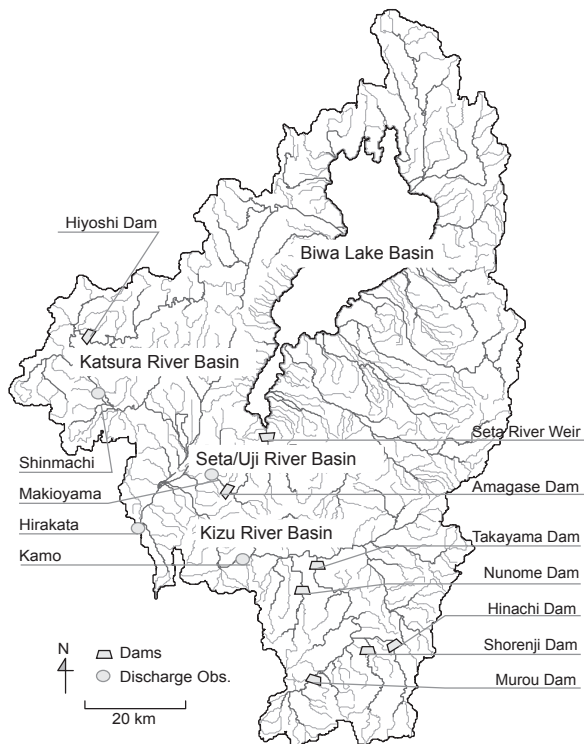 Hiyoshi Dam
Biwa Lake Basin
Katsura River Basin
Seta River Weir
Shinmachi
Seta/Uji River Basin
Makioyama
Amagase Dam
Hirakata
Kizu River Basin
Takayama Dam
Kamo
Nunome Dam
Hinachi Dam
Shorenji Dam
Murou Dam
N
Dams
Discharge Obs.
20 km